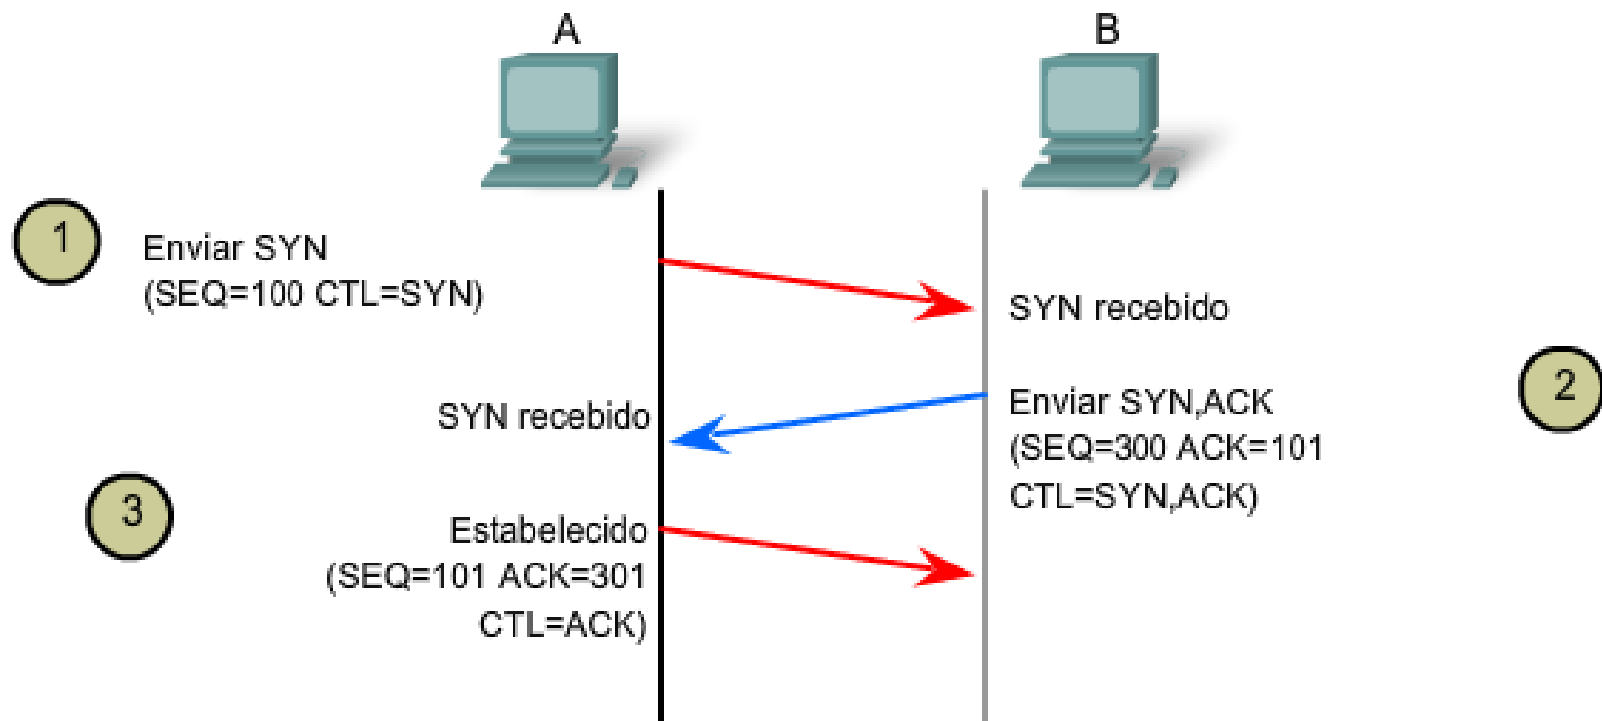 A
B
1
Enviar SYN
(SEQ=100 CTL=SYN)
SYN recebido
2
Enviar SYN,ACK
(SEQ=300 ACK=101
CTL=SYN,ACK)
SYN recebido
3
Estabelecido
(SEQ=101 ACK=301
CTL=ACK)